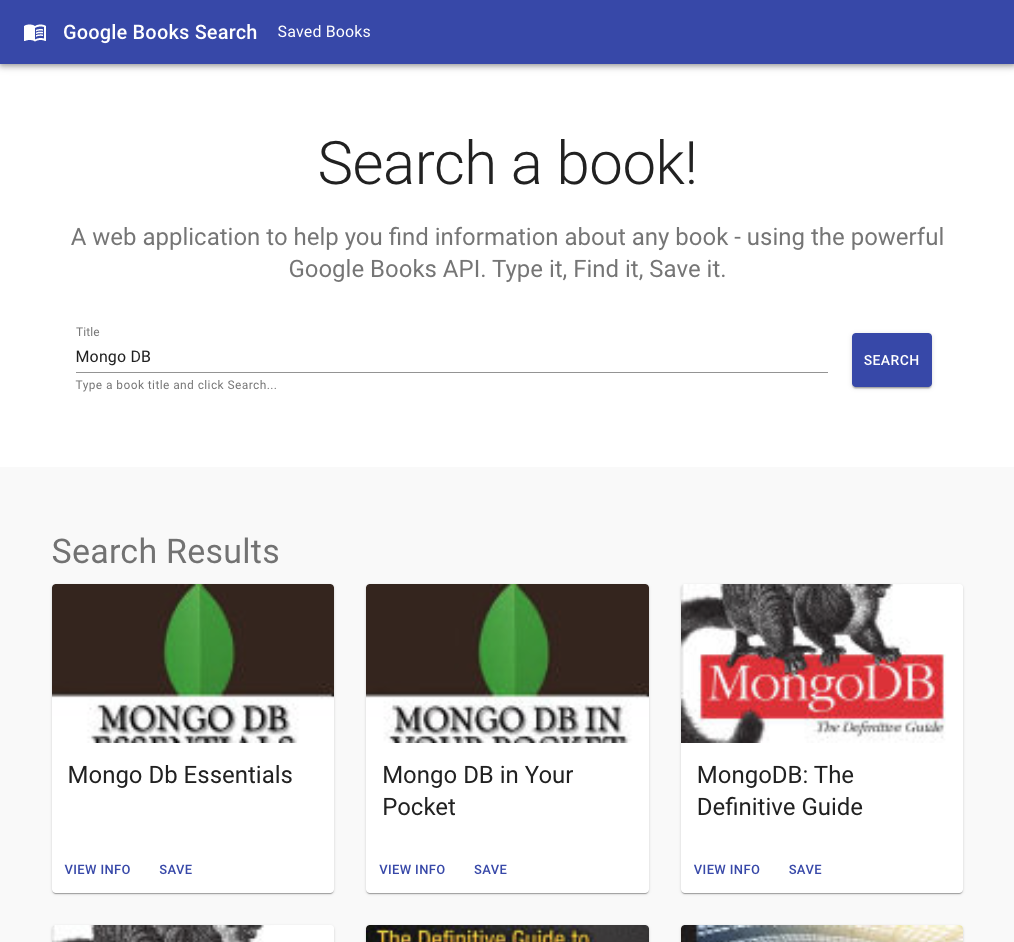 Google Books Search Saved Books
Search a book!
A web application to help you find information about any book - using the powerful
Google Books API. Type it, Find it, Save it.
Title
Mongo DB
Type a book title and click Search...
SEARCH
Search Results
MONGO DB
ESSENTIALS
Mongo Db Essentials
VIEW INFO SAVE
MONGO DB IN
YOUR POCKET
Mongo DB in Your
Pocket
VIEW INFO SAVE
MongoDB
The Definitive Guide
MongoDB: The
Definitive Guide
VIEW INFO SAVE
The Definitive Guide to